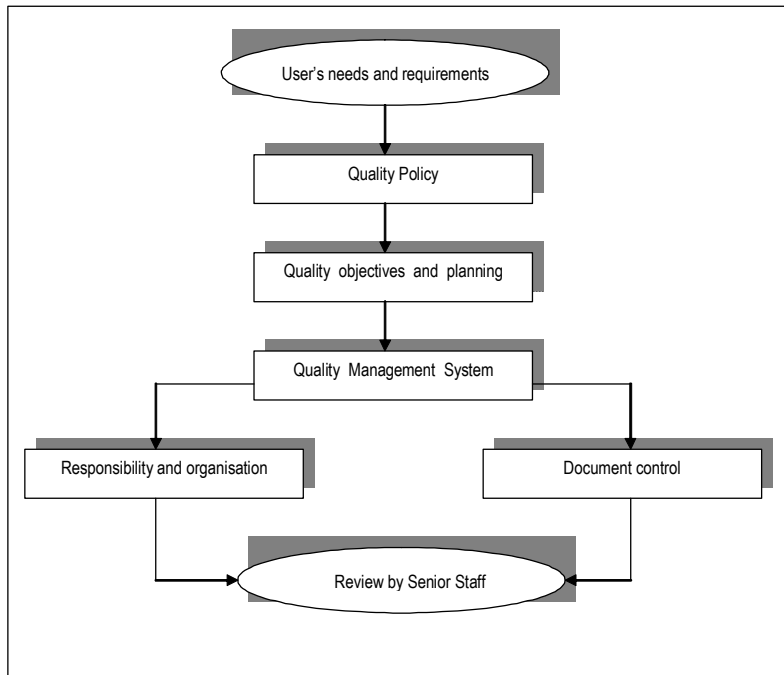 User's needs and requirements
Quality Policy
Quality objectives and planning
Quality Management System
Responsibility and organisation
Document control
Review by Senior Staff